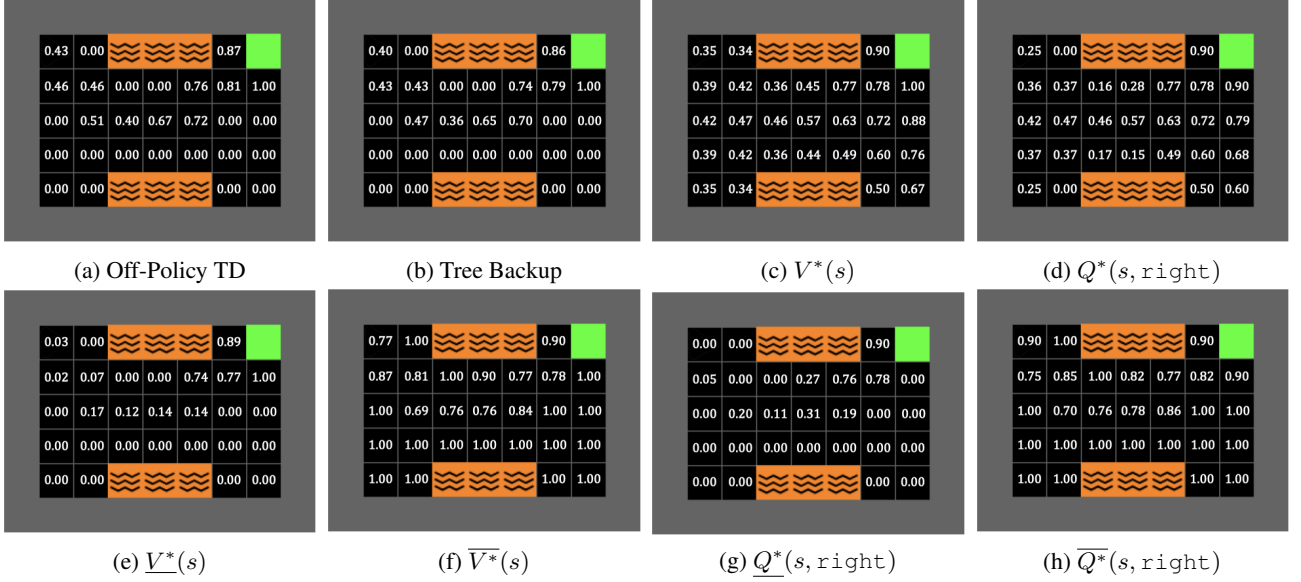 0.43 0.00 0.87
0.46 0.46 0.00 0.00 0.76 0.81 1.00
0.00 0.51 0.40 0.67 0.72 0.00 0.00
0.00 0.00 0.00 0.00 0.00 0.00 0.00
0.00 0.00 0.00 0.00
(a) Off-Policy TD
0.40 0.00 0.86
0.43 0.43 0.00 0.00 0.74 0.79 1.00
0.00 0.47 0.36 0.65 0.70 0.00 0.00
0.00 0.00 0.00 0.00 0.00 0.00 0.00
0.00 0.00 0.00 0.00
(b) Tree Backup
0.35 0.34 0.90
0.39 0.42 0.36 0.45 0.77 0.78 1.00
0.42 0.47 0.46 0.57 0.63 0.72 0.88
0.39 0.42 0.36 0.44 0.49 0.60 0.76
0.35 0.34 0.50 0.67
(c) V*(s)
0.25 0.00 0.90
0.36 0.37 0.16 0.28 0.77 0.78 0.90
0.42 0.47 0.46 0.57 0.63 0.72 0.79
0.37 0.37 0.17 0.15 0.49 0.60 0.68
0.25 0.00 0.50 0.60
(d) Q*(s, right)
0.03 0.00 0.89
0.02 0.07 0.00 0.00 0.74 0.77 1.00
0.00 0.17 0.12 0.14 0.14 0.00 0.00
0.00 0.00 0.00 0.00 0.00 0.00 0.00
0.00 0.00 0.00 0.00
(e) <u>V*</u>(s)
0.77 1.00 0.90
0.87 0.81 1.00 0.90 0.77 0.78 1.00
1.00 0.69 0.76 0.76 0.84 1.00 1.00
1.00 1.00 1.00 1.00 1.00 1.00 1.00
1.00 1.00 1.00 1.00
(f) V̅*̅(s)
0.00 0.00 0.90
0.05 0.00 0.00 0.27 0.76 0.78 0.00
0.00 0.20 0.11 0.31 0.19 0.00 0.00
0.00 0.00 0.00 0.00 0.00 0.00 0.00
0.00 0.00 0.00 0.00
(g) <u>Q*</u>(s, right)
0.90 1.00 0.90
0.75 0.85 1.00 0.82 0.77 0.82 0.90
1.00 0.70 0.76 0.78 0.86 1.00 1.00
1.00 1.00 1.00 1.00 1.00 1.00 1.00
1.00 1.00 1.00 1.00
(h) Q̅*̅(s, right)